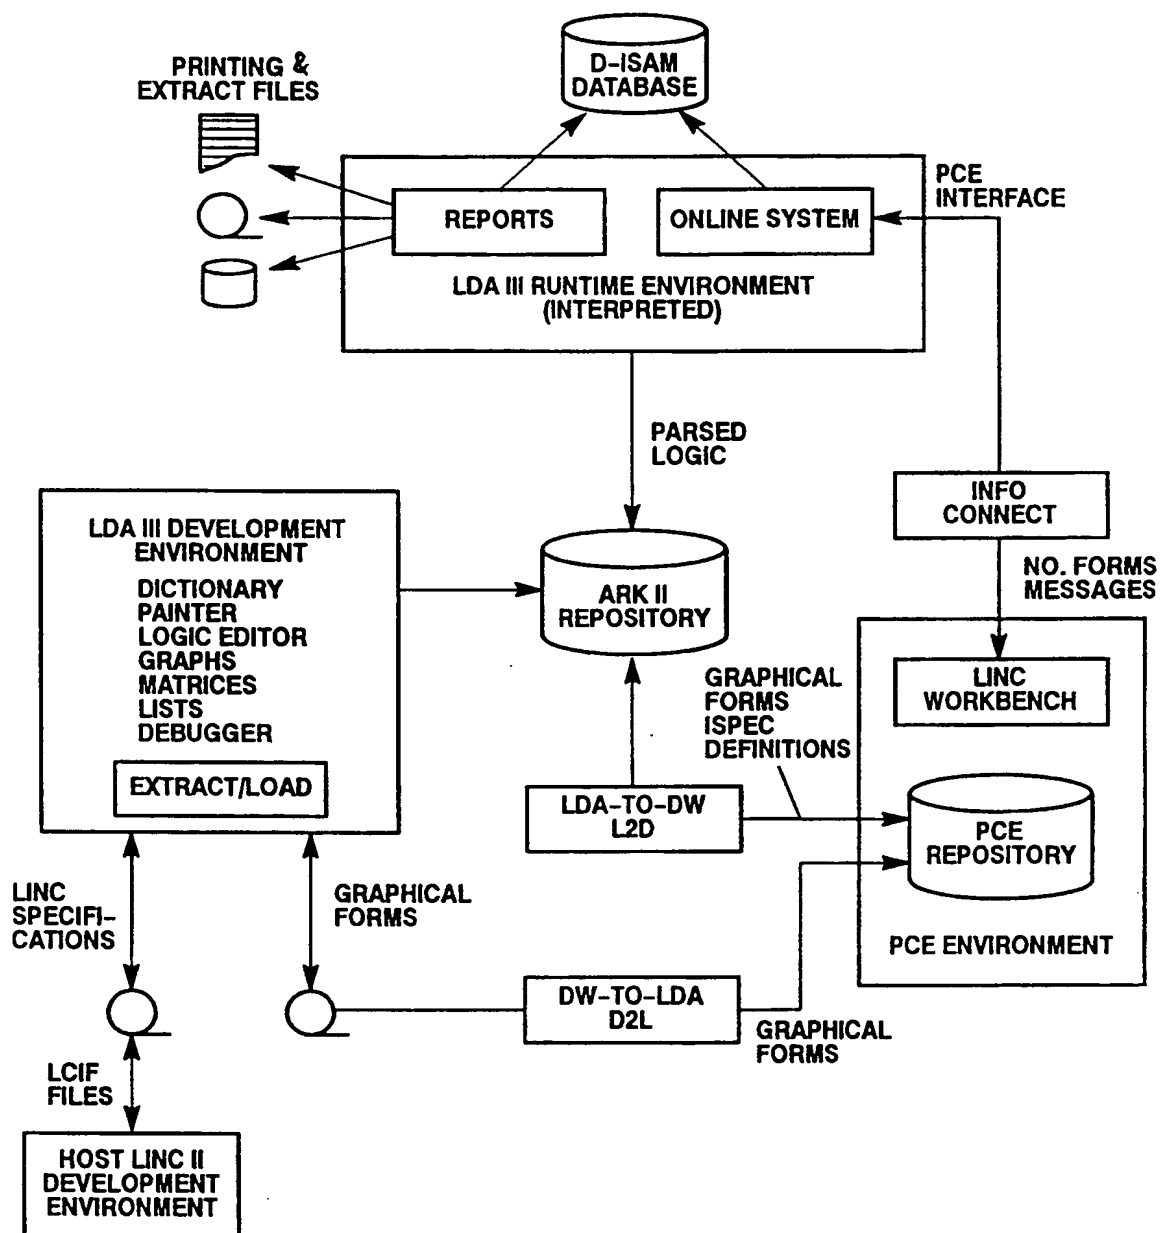 D-ISAM
DATABASE
PRINTING &
EXTRACT FILES
PCE
INTERFACE
REPORTS
ONLINE SYSTEM
LDA III RUNTIME ENVIRONMENT
(INTERPRETED)
PARSED
LOGIC
INFO
CONNECT
NO. FORMS
MESSAGES
LDA III DEVELOPMENT
ENVIRONMENT
DICTIONARY
PAINTER
LOGIC EDITOR
GRAPHS
MATRICES
LISTS
DEBUGGER
EXTRACT/LOAD
ARK II
REPOSITORY
GRAPHICAL
FORMS
ISPEC
DEFINITIONS
LINC
WORKBENCH
LDA-TO-DW
L2D
PCE
REPOSITORY
PCE ENVIRONMENT
LINC
SPECIFI-
CATIONS
GRAPHICAL
FORMS
DW-TO-LDA
D2L
GRAPHICAL
FORMS
LCIF
FILES
HOST LINC II
DEVELOPMENT
ENVIRONMENT